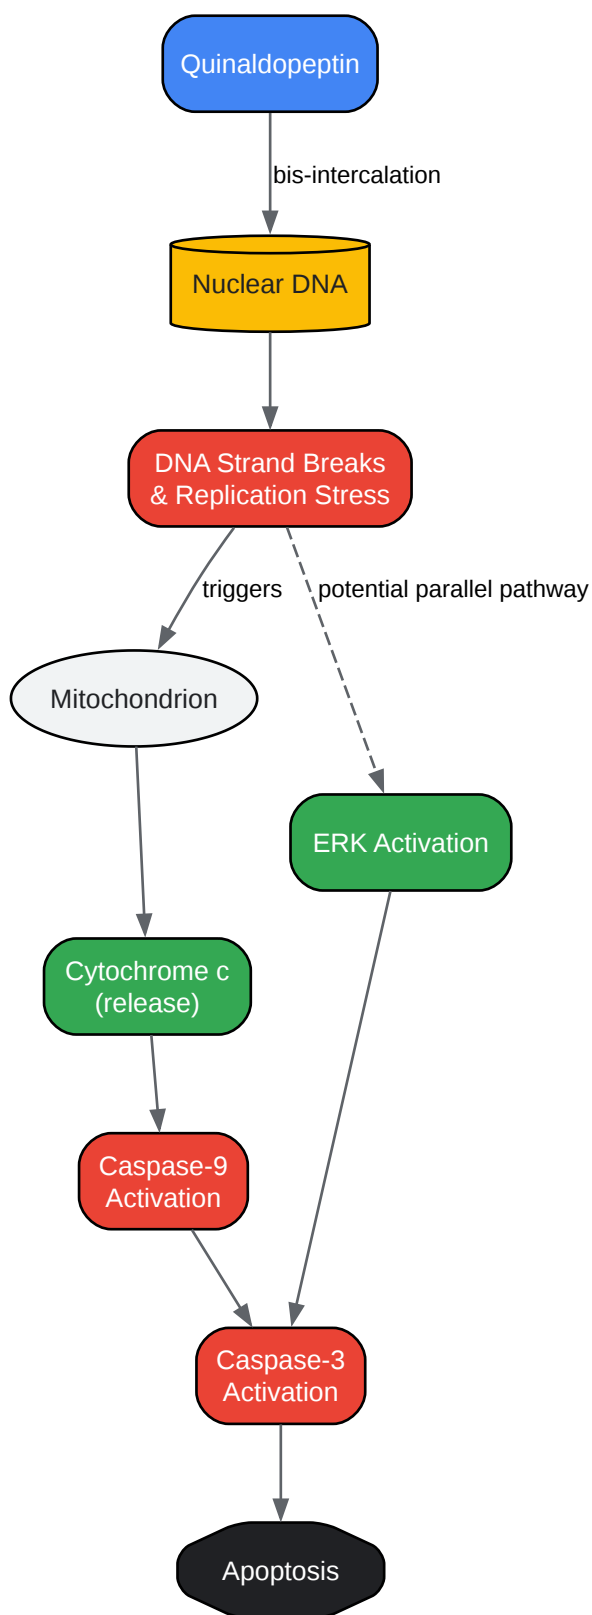 Quinaldopeptin
bis-intercalation
Nuclear DNA
DNA Strand Breaks
& Replication Stress
triggers
potential parallel pathway
Mitochondrion
ERK Activation
Cytochrome c
(release)
Caspase-9
Activation
Caspase-3
Activation
Apoptosis